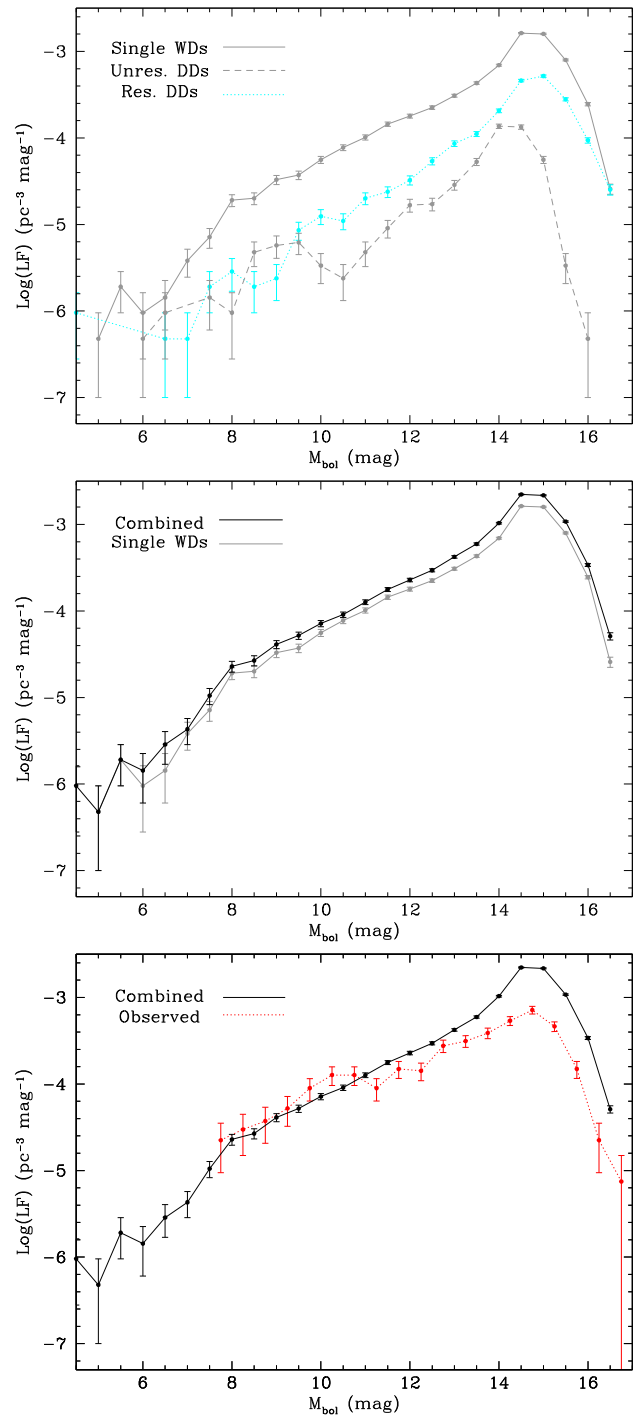 Single WDs
Unres. DDs
Res. DDs
−3
−4
−5
−6
−7
Log(LF) (pc⁻³ mag⁻¹)
6 8 10 12 14 16
M_bol (mag)
Combined
Single WDs
−3
−4
−5
−6
−7
Log(LF) (pc⁻³ mag⁻¹)
6 8 10 12 14 16
M_bol (mag)
Combined
Observed
−3
−4
−5
−6
−7
Log(LF) (pc⁻³ mag⁻¹)
6 8 10 12 14 16
M_bol (mag)